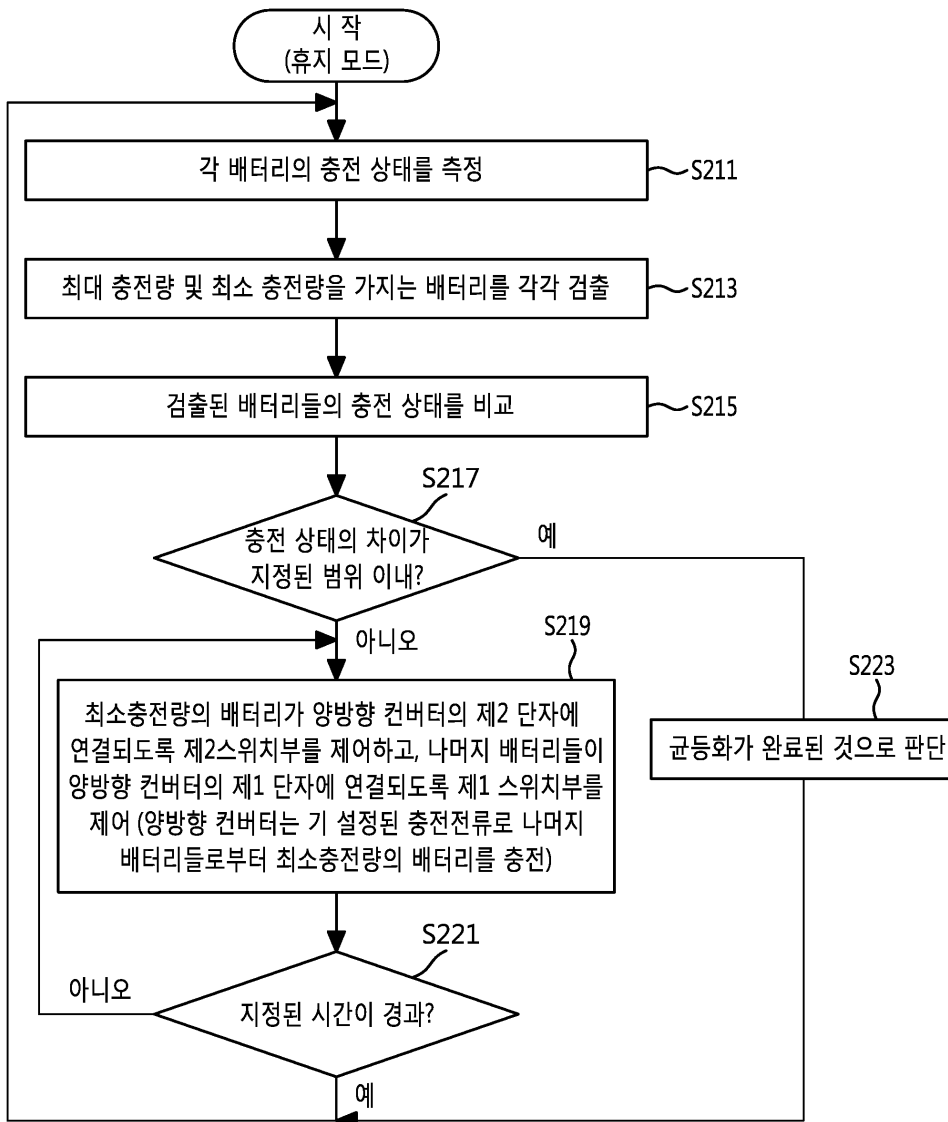 시 작
(휴지 모드)
각 배터리의 충전 상태를 측정
S211
최대 충전량 및 최소 충전량을 가지는 배터리를 각각 검출
S213
검출된 배터리들의 충전 상태를 비교
S215
S217
충전 상태의 차이가
지정된 범위 이내?
예
아니오
S219
최소충전량의 배터리가 양방향 컨버터의 제2 단자에
연결되도록 제2스위치부를 제어하고, 나머지 배터리들이
양방향 컨버터의 제1 단자에 연결되도록 제1 스위치부를
제어 (양방향 컨버터는 기 설정된 충전전류로 나머지
배터리들로부터 최소충전량의 배터리를 충전)
S223
균등화가 완료된 것으로 판단
S221
지정된 시간이 경과?
아니오
예